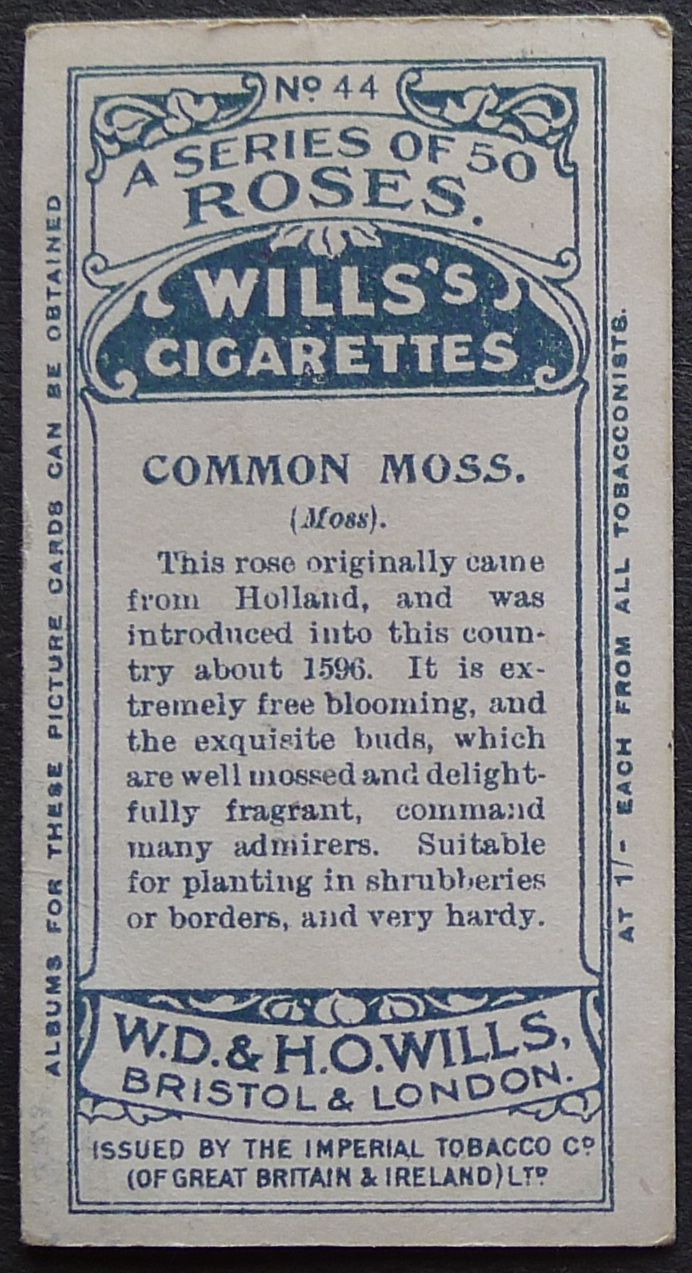 Nº 44
A SERIES OF 50
ROSES.
WILLS'S
CIGARETTES
COMMON MOSS.
(Moss).
This rose originally came
from Holland, and was
introduced into this coun-
try about 1596. It is ex-
tremely free blooming, and
the exquisite buds, which
are well mossed and delight-
fully fragrant, command
many admirers. Suitable
for planting in shrubberies
or borders, and very hardy.
W.D. & H.O. WILLS,
BRISTOL & LONDON.
ISSUED BY THE IMPERIAL TOBACCO Cº
(OF GREAT BRITAIN & IRELAND) LTD
ALBUMS FOR THESE PICTURE CARDS CAN BE OBTAINED
AT 1/- EACH FROM ALL TOBACCONISTS.